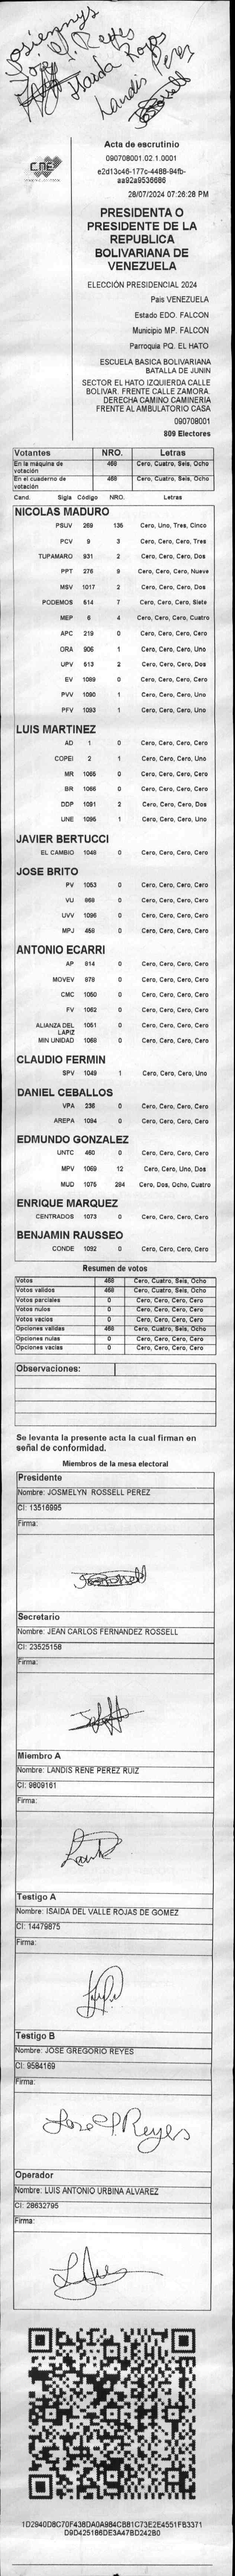 Josiennys
Jose G. Reyes
Isaida Rojas
Landis Perez
CNE
Acta de escrutinio
090708001.02.1.0001
e2d13c46-177c-4488-94fb-
aa92a9536686
28/07/2024 07:26:28 PM
PRESIDENTA O
PRESIDENTE DE LA
REPUBLICA
BOLIVARIANA DE
VENEZUELA
ELECCIÓN PRESIDENCIAL 2024
País VENEZUELA
Estado EDO. FALCON
Municipio MP. FALCON
Parroquia PQ. EL HATO
ESCUELA BASICA BOLIVARIANA
BATALLA DE JUNIN
SECTOR EL HATO IZQUIERDA CALLE
BOLIVAR. FRENTE CALLE ZAMORA.
DERECHA CAMINO CAMINERIA
FRENTE AL AMBULATORIO CASA
090708001
809 Electores
Votantes NRO. Letras
En la máquina de votación 468 Cero, Cuatro, Seis, Ocho
En el cuaderno de votación 468 Cero, Cuatro, Seis, Ocho
Cand. Sigla Código NRO. Letras
NICOLAS MADURO
PSUV 269 135 Cero, Uno, Tres, Cinco
PCV 9 3 Cero, Cero, Cero, Tres
TUPAMARO 931 2 Cero, Cero, Cero, Dos
PPT 276 9 Cero, Cero, Cero, Nueve
MSV 1017 2 Cero, Cero, Cero, Dos
PODEMOS 614 7 Cero, Cero, Cero, Siete
MEP 6 4 Cero, Cero, Cero, Cuatro
APC 219 0 Cero, Cero, Cero, Cero
ORA 906 1 Cero, Cero, Cero, Uno
UPV 513 2 Cero, Cero, Cero, Dos
EV 1089 0 Cero, Cero, Cero, Cero
PVV 1090 1 Cero, Cero, Cero, Uno
PFV 1093 1 Cero, Cero, Cero, Uno
LUIS MARTINEZ
AD 1 0 Cero, Cero, Cero, Cero
COPEI 2 1 Cero, Cero, Cero, Uno
MR 1065 0 Cero, Cero, Cero, Cero
BR 1066 0 Cero, Cero, Cero, Cero
DDP 1091 2 Cero, Cero, Cero, Dos
UNE 1095 1 Cero, Cero, Cero, Uno
JAVIER BERTUCCI
EL CAMBIO 1048 0 Cero, Cero, Cero, Cero
JOSE BRITO
PV 1053 0 Cero, Cero, Cero, Cero
VU 868 0 Cero, Cero, Cero, Cero
UVV 1096 0 Cero, Cero, Cero, Cero
MPJ 458 0 Cero, Cero, Cero, Cero
ANTONIO ECARRI
AP 814 0 Cero, Cero, Cero, Cero
MOVEV 878 0 Cero, Cero, Cero, Cero
CMC 1050 0 Cero, Cero, Cero, Cero
FV 1062 0 Cero, Cero, Cero, Cero
ALIANZA DEL LAPIZ 1051 0 Cero, Cero, Cero, Cero
MIN UNIDAD 1068 0 Cero, Cero, Cero, Cero
CLAUDIO FERMIN
SPV 1049 1 Cero, Cero, Cero, Uno
DANIEL CEBALLOS
VPA 236 0 Cero, Cero, Cero, Cero
AREPA 1094 0 Cero, Cero, Cero, Cero
EDMUNDO GONZALEZ
UNTC 460 0 Cero, Cero, Cero, Cero
MPV 1069 12 Cero, Cero, Uno, Dos
MUD 1075 284 Cero, Dos, Ocho, Cuatro
ENRIQUE MARQUEZ
CENTRADOS 1073 0 Cero, Cero, Cero, Cero
BENJAMIN RAUSSEO
CONDE 1092 0 Cero, Cero, Cero, Cero
Resumen de votos
Votos 468 Cero, Cuatro, Seis, Ocho
Votos validos 468 Cero, Cuatro, Seis, Ocho
Votos parciales 0 Cero, Cero, Cero, Cero
Votos nulos 0 Cero, Cero, Cero, Cero
Votos vacios 0 Cero, Cero, Cero, Cero
Opciones validas 468 Cero, Cuatro, Seis, Ocho
Opciones nulas 0 Cero, Cero, Cero, Cero
Opciones vacias 0 Cero, Cero, Cero, Cero
Observaciones:
Se levanta la presente acta la cual firman en
señal de conformidad.
Miembros de la mesa electoral
Presidente
Nombre: JOSMELYN ROSSELL PEREZ
CI: 13516995
Firma:
Secretario
Nombre: JEAN CARLOS FERNANDEZ ROSSELL
CI: 23525158
Firma:
Miembro A
Nombre: LANDIS RENE PEREZ RUIZ
CI: 9809161
Firma:
Testigo A
Nombre: ISAIDA DEL VALLE ROJAS DE GOMEZ
CI: 14479875
Firma:
Testigo B
Nombre: JOSE GREGORIO REYES
CI: 9584169
Firma:
Jose G. Reyes
Operador
Nombre: LUIS ANTONIO URBINA ALVAREZ
CI: 28632795
Firma:
1D2940D8C70F438DA0A984CB81C73E2E4551FB3371
D9D425186DE3A47BD242B0